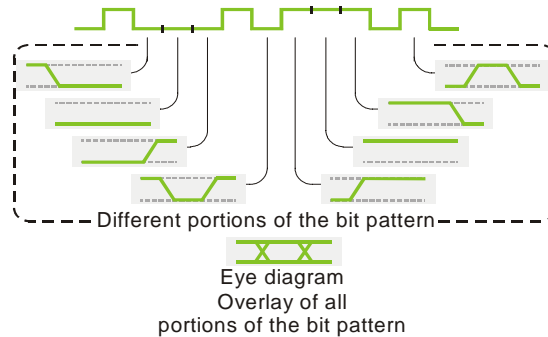 Different portions of the bit pattern
Eye diagram
Overlay of all
portions of the bit pattern